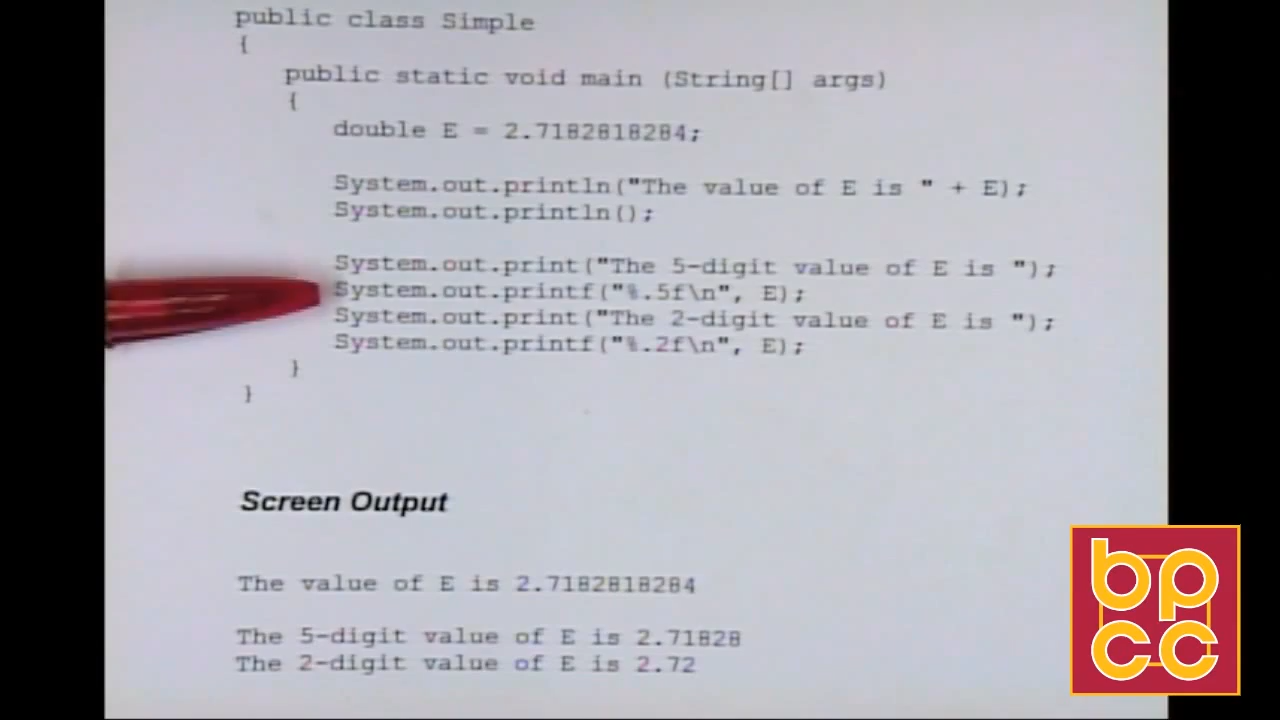 public class Simple
{
public static void main (String[] args)
{
double E = 2.7182818284;
System.out.println("The value of E is " + E);
System.out.println();
System.out.print("The 5-digit value of E is ");
System.out.printf("%.5f\n", E);
System.out.print("The 2-digit value of E is ");
System.out.printf("%.2f\n", E);
}
}
Screen Output
The value of E is 2.7182818284
The 5-digit value of E is 2.71828
The 2-digit value of E is 2.72
bp
cc